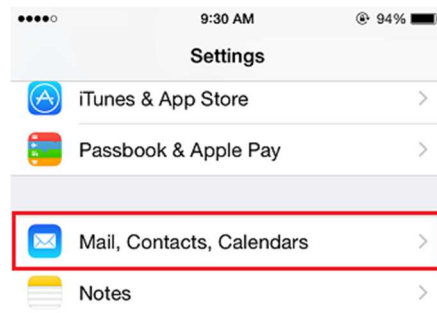 9:30 AM
94%
Settings
iTunes & App Store
Passbook & Apple Pay
Mail, Contacts, Calendars
Notes